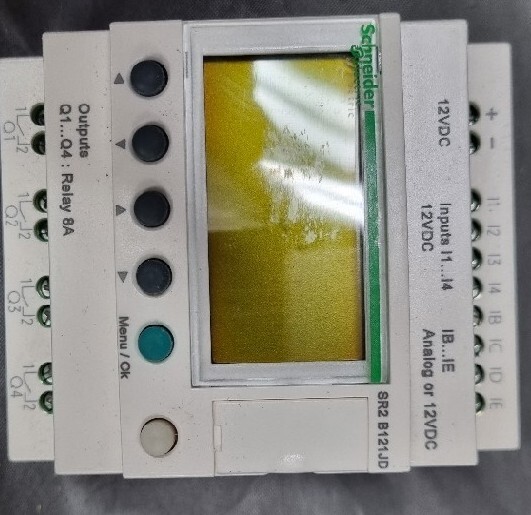 + -
I1 I2 I3 I4 IB IC ID IE
12VDC
Inputs I1...I4
12VDC
IB...IE
Analog or 12VDC
Schneider
Electric
SR2 B121JD
Menu / Ok
Outputs
Q1...Q4 : Relay 8A
1 2 1 2 1 2 1 2
Q1 Q2 Q3 Q4